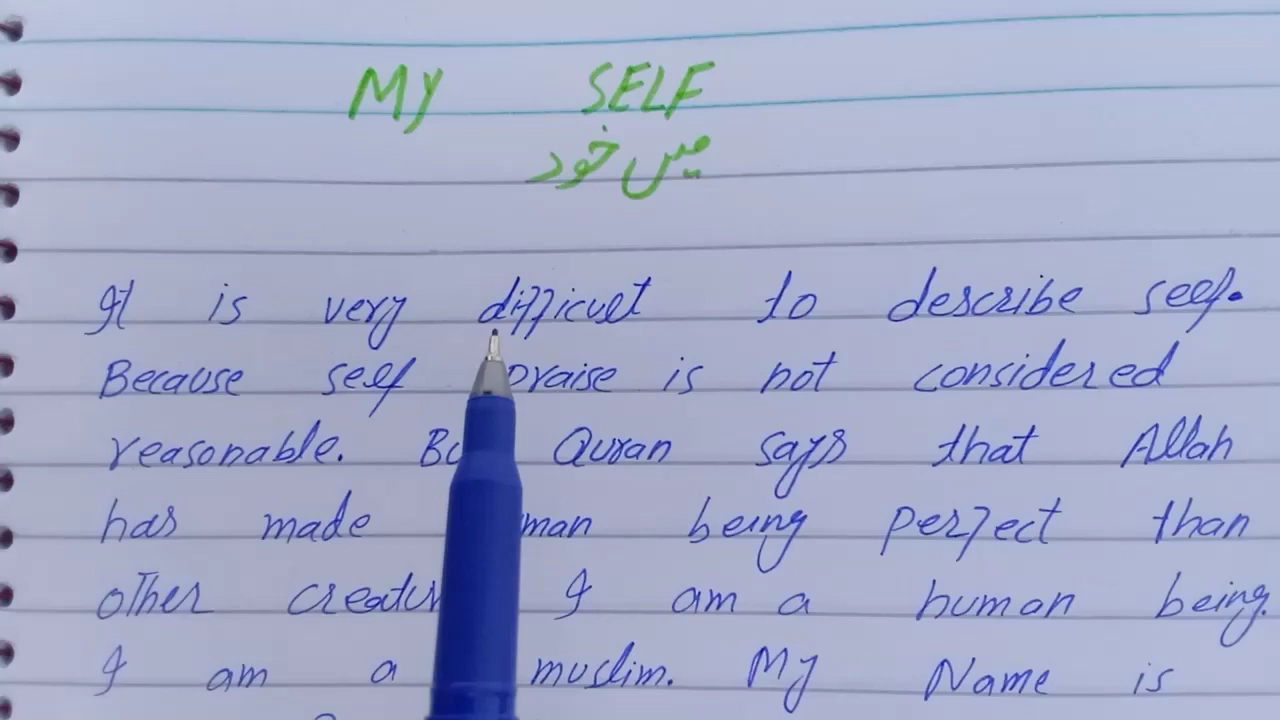 MY SELF
میں خود
It is very difficult to describe self.
Because self praise is not considered
reasonable. Quran says that Allah
has made being perfect than
other I am a human being.
I am a muslim. My Name is